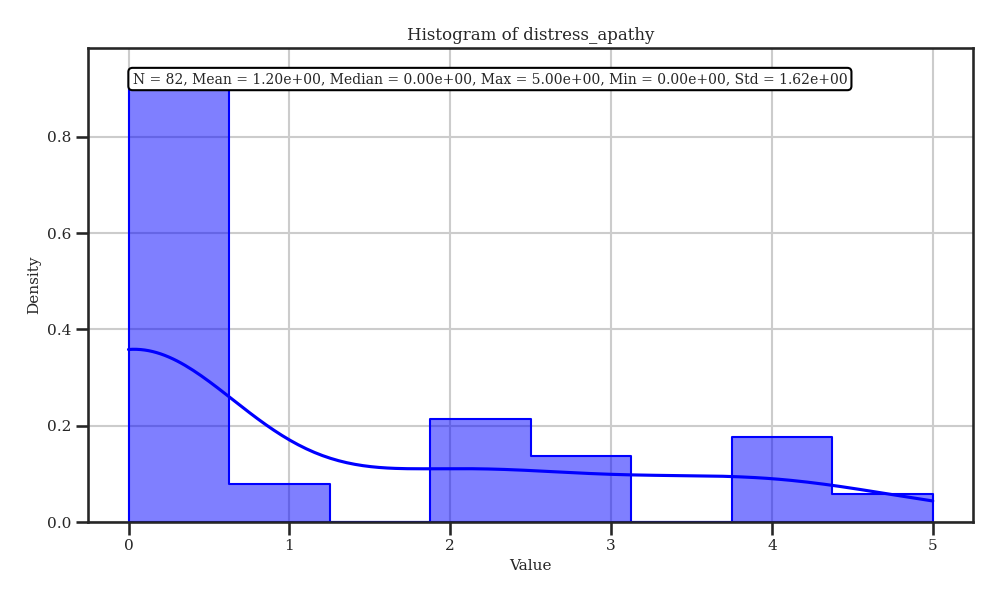 Histogram of distress_apathy
N = 82, Mean = 1.20e+00, Median = 0.00e+00, Max = 5.00e+00, Min = 0.00e+00, Std = 1.62e+00
0.8
0.6
0.4
0.2
0.0
Density
0 1 2 3 4 5
Value